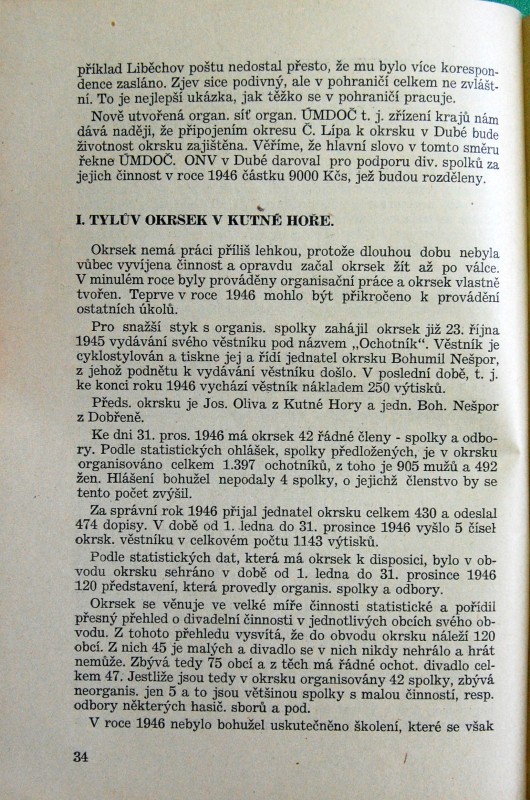 příklad Liběchov poštu nedostal přesto, že mu bylo více korespon-
dence zasláno. Zjev sice podivný, ale v pohraničí celkem ne zvlášt-
ní. To je nejlepší ukázka, jak těžko se v pohraničí pracuje.
Nově utvořená organ. síť organ. ÚMDOČ t. j. zřízení krajů nám
dává naději, že připojením okresu Č. Lípa k okrsku v Dubé bude
životnost okrsku zajištěna. Věříme, že hlavní slovo v tomto směru
řekne ÚMDOČ. ONV v Dubé daroval pro podporu div. spolků za
jejich činnost v roce 1946 částku 9000 Kčs, jež budou rozděleny.
I. TYLŮV OKRSEK V KUTNÉ HOŘE.
Okrsek nemá práci příliš lehkou, protože dlouhou dobu nebyla
vůbec vyvíjena činnost a opravdu začal okrsek žít až po válce.
V minulém roce byly prováděny organisační práce a okrsek vlastně
tvořen. Teprve v roce 1946 mohlo být přikročeno k provádění
ostatních úkolů.
Pro snažší styk s organis. spolky zahájil okrsek již 23. října
1945 vydávání svého věstníku pod názvem „Ochotník“. Věstník je
cyklostylován a tiskne jej a řídí jednatel okrsku Bohumil Nešpor,
z jehož podnětu k vydávání věstníku došlo. V poslední době, t. j.
ke konci roku 1946 vychází věstník nákladem 250 výtisků.
Předs. okrsku je Jos. Oliva z Kutné Hory a jedn. Boh. Nešpor
z Dobřeně.
Ke dni 31. pros. 1946 má okrsek 42 řádné členy - spolky a odbo-
ry. Podle statistických ohlášek, spolky předložených, je v okrsku
organisováno celkem 1.397 ochotníků, z toho je 905 mužů a 492
žen. Hlášení bohužel nepodaly 4 spolky, o jejichž členstvo by se
tento počet zvýšil.
Za správní rok 1946 přijal jednatel okrsku celkem 430 a odeslal
474 dopisy. V době od 1. ledna do 31. prosince 1946 vyšlo 5 čísel
okrsk. věstníku v celkovém počtu 1143 výtisků.
Podle statistických dat, která má okrsek k disposici, bylo v ob-
vodu okrsku sehráno v době od 1. ledna do 31. prosince 1946
120 představení, která provedly organis. spolky a odbory.
Okrsek se věnuje ve velké míře činnosti statistické a pořídil
přesný přehled o divadelní činnosti v jednotlivých obcích svého ob-
vodu. Z tohoto přehledu vysvítá, že do obvodu okrsku náleží 120
obcí. Z nich 45 je malých a divadlo se v nich nikdy nehrálo a hrát
nemůže. Zbývá tedy 75 obcí a z těch má řádné ochot. divadlo cel-
kem 47. Jestliže jsou tedy v okrsku organisovány 42 spolky, zbývá
neorganis. jen 5 a to jsou většinou spolky s malou činností, resp.
odbory některých hasič. sborů a pod.
V roce 1946 nebylo bohužel uskutečněno školení, které se však
34